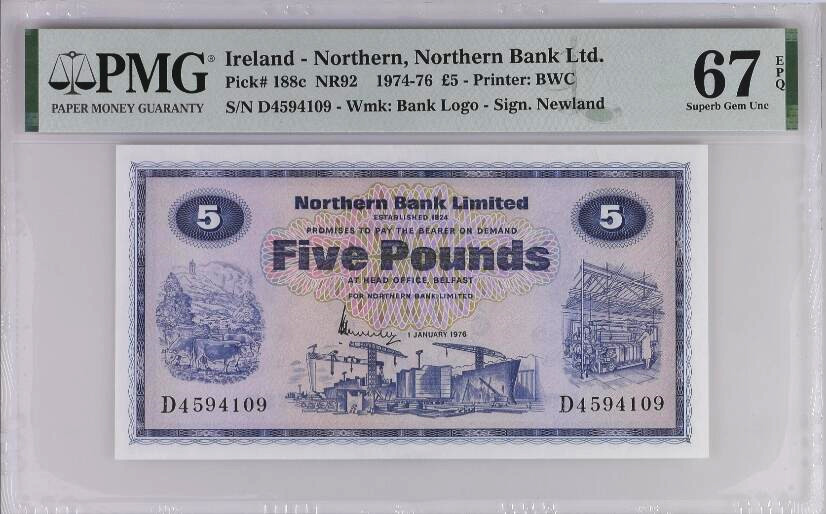 PMG®
PAPER MONEY GUARANTY
Ireland - Northern, Northern Bank Ltd.
Pick# 188c NR92 1974-76 £5 - Printer: BWC
S/N D4594109 - Wmk: Bank Logo - Sign. Newland
67
EPQ
Superb Gem Unc
5
5
Northern Bank Limited
ESTABLISHED 1824
PROMISES TO PAY THE BEARER ON DEMAND
Five Pounds
AT HEAD OFFICE, BELFAST
FOR NORTHERN BANK LIMITED
1 JANUARY 1976
D4594109
D4594109